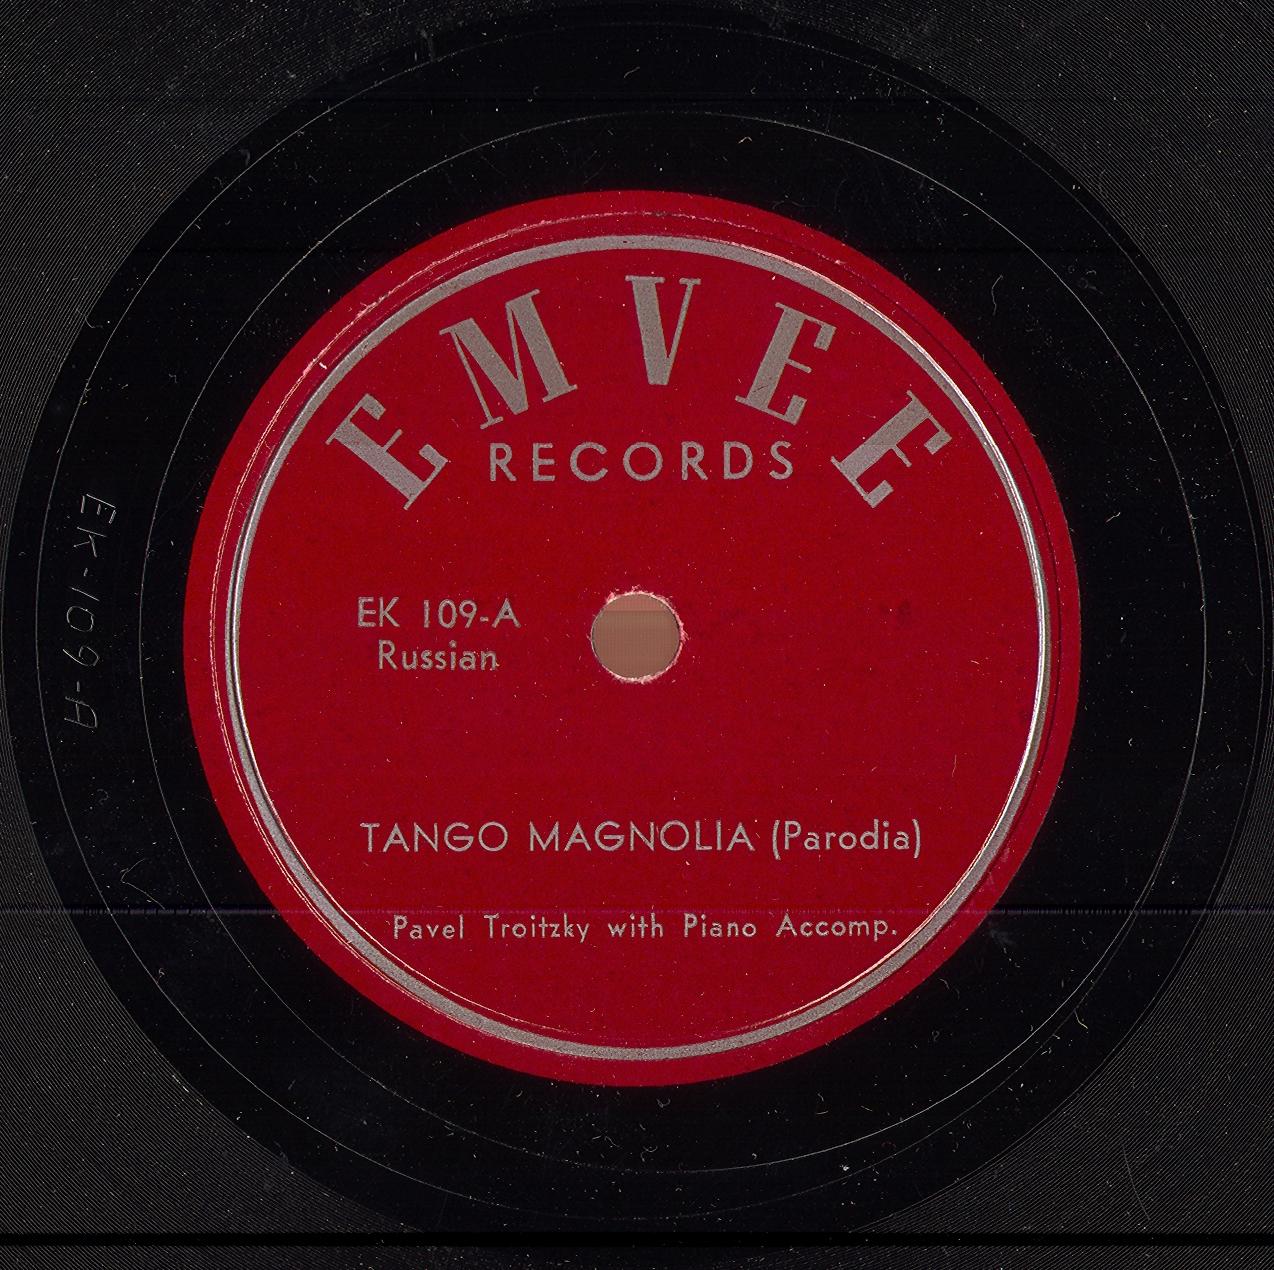 EMVEE
RECORDS
EK 109-A
Russian
TANGO MAGNOLIA (Parodia)
Pavel Troitzky with Piano Accomp.
EK-109-A